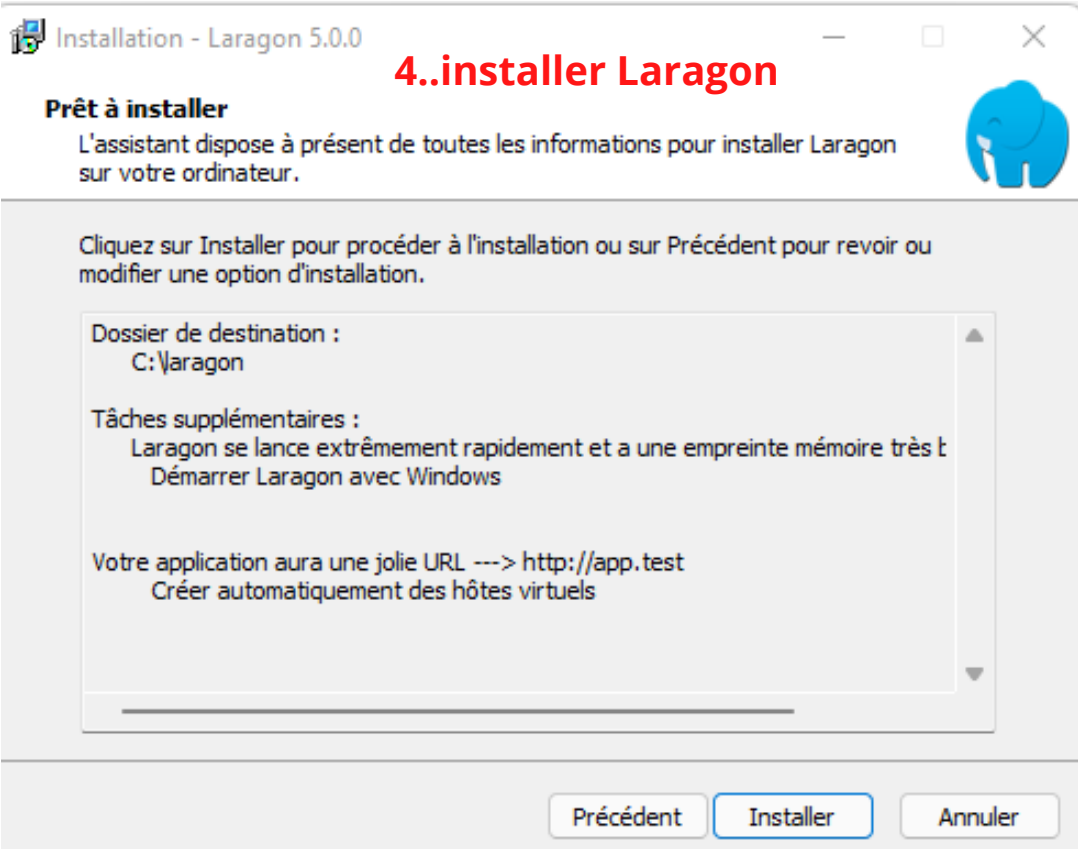 Installation - Laragon 5.0.0
4..installer Laragon
Prêt à installer
L'assistant dispose à présent de toutes les informations pour installer Laragon
sur votre ordinateur.
Cliquez sur Installer pour procéder à l'installation ou sur Précédent pour revoir ou
modifier une option d'installation.
Dossier de destination :
C:\laragon
Tâches supplémentaires :
Laragon se lance extrêmement rapidement et a une empreinte mémoire très
Démarrer Laragon avec Windows
Votre application aura une jolie URL ---> http://app.test
Créer automatiquement des hôtes virtuels
Précédent
Installer
Annuler